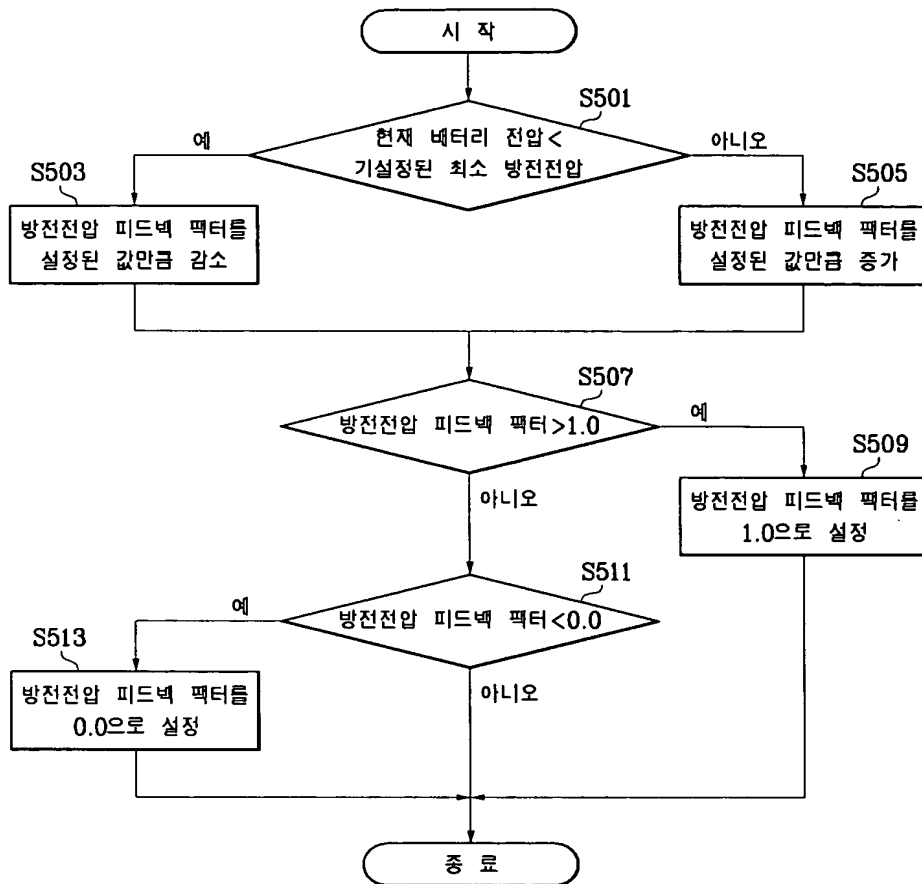 시 작
S501
현재 배터리 전압<
기설정된 최소 방전전압
예
아니오
S503
방전전압 피드백 팩터를
설정된 값만큼 감소
S505
방전전압 피드백 팩터를
설정된 값만큼 증가
S507
방전전압 피드백 팩터>1.0
예
아니오
S509
방전전압 피드백 팩터를
1.0으로 설정
S511
방전전압 피드백 팩터<0.0
예
아니오
S513
방전전압 피드백 팩터를
0.0으로 설정
종 료